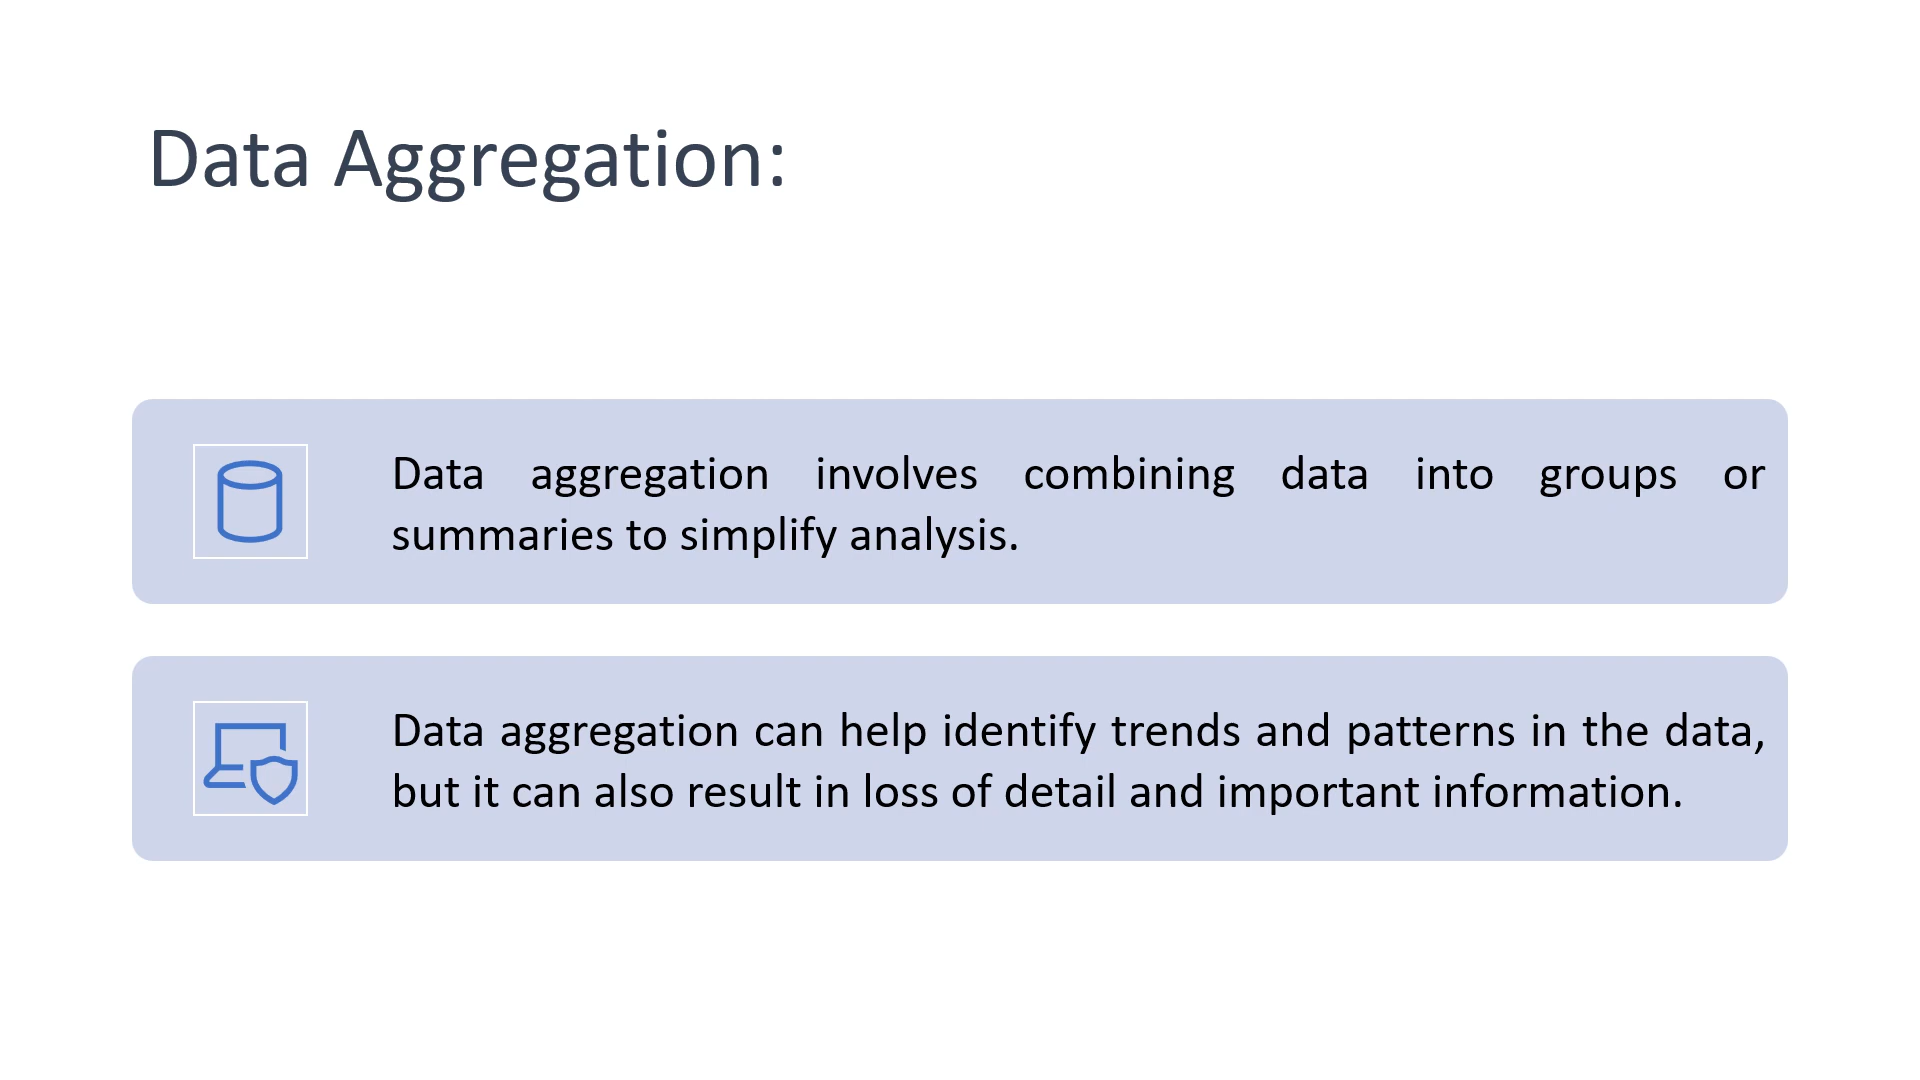 Data Aggregation:
Data aggregation involves combining data into groups or
summaries to simplify analysis.
Data aggregation can help identify trends and patterns in the data,
but it can also result in loss of detail and important information.